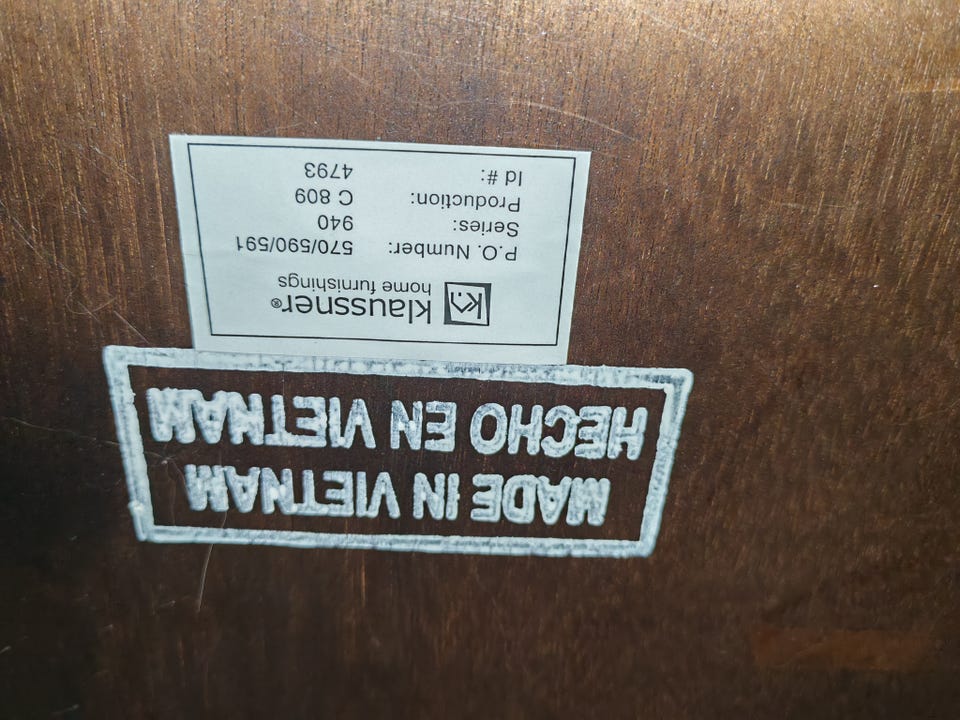 MADE IN VIETNAM
HECHO EN VIETNAM
kn
klaussner®
home furnishings
P.O. Number: 570/590/591
Series: 940
Production: C 809
Id #: 4793